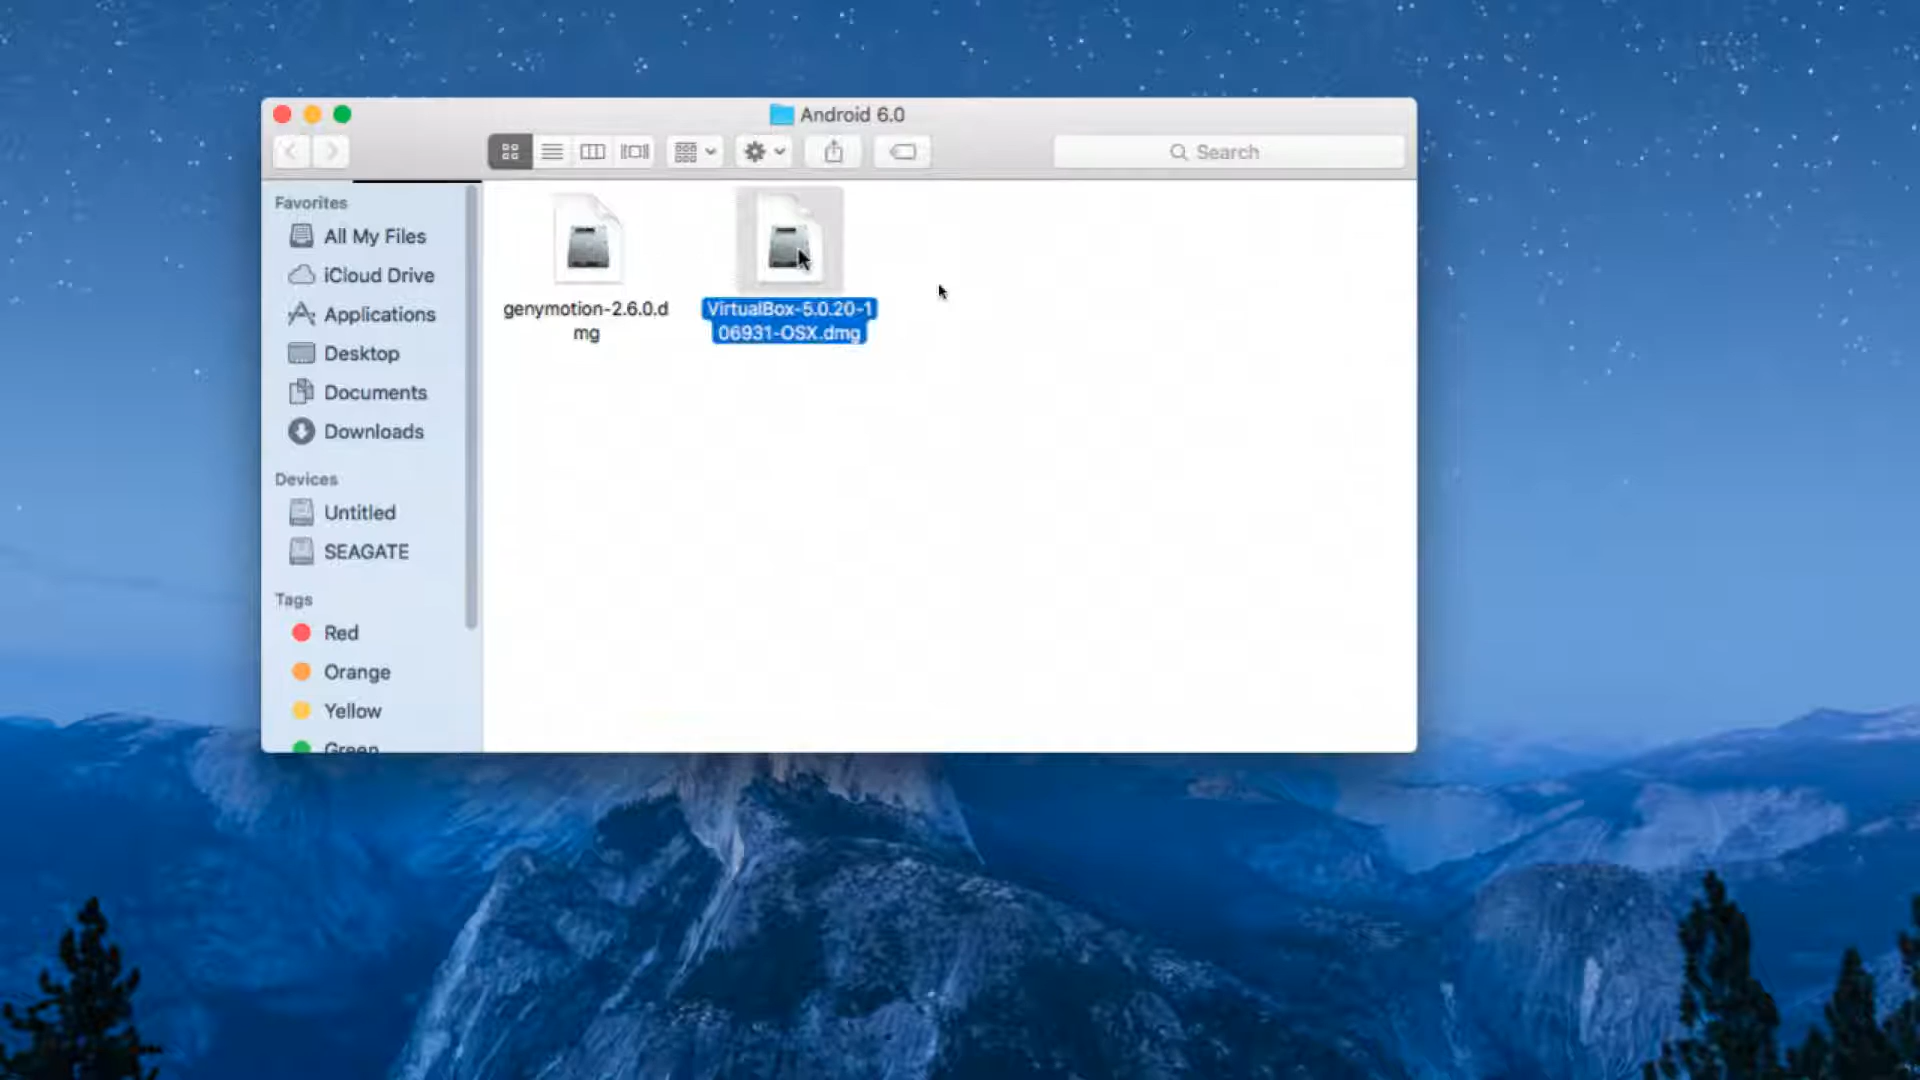 Android 6.0
Search
Favorites
All My Files
iCloud Drive
Applications
Desktop
Documents
Downloads
Devices
Untitled
SEAGATE
Tags
Red
Orange
Yellow
Green
genymotion-2.6.0.d
mg
VirtualBox-5.0.20-1
06931-OSX.dmg